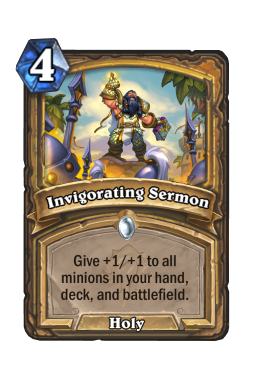 4
Invigorating Sermon
Give +1/+1 to all
minions in your hand,
deck, and battlefield.
Holy